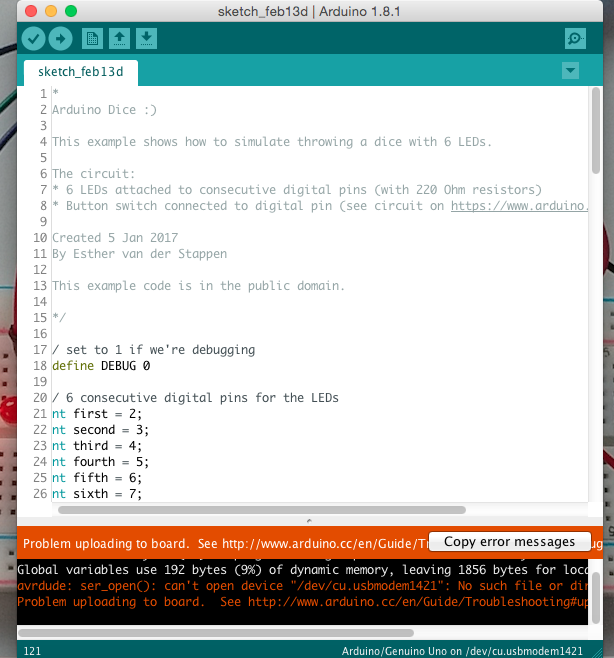 sketch_feb13d | Arduino 1.8.1
sketch_feb13d
1 *
2 Arduino Dice :)
3
4 This example shows how to simulate throwing a dice with 6 LEDs.
5
6 The circuit:
7 * 6 LEDs attached to consecutive digital pins (with 220 Ohm resistors)
8 * Button switch connected to digital pin (see circuit on https://www.arduino.
9
10 Created 5 Jan 2017
11 By Esther van der Stappen
12
13 This example code is in the public domain.
14
15 */
16
17 / set to 1 if we're debugging
18 define DEBUG 0
19
20 / 6 consecutive digital pins for the LEDs
21 nt first = 2;
22 nt second = 3;
23 nt third = 4;
24 nt fourth = 5;
25 nt fifth = 6;
26 nt sixth = 7;
Problem uploading to board. See http://www.arduino.cc/en/Guide/Tr Copy error messages ug
Global variables use 192 bytes (9%) of dynamic memory, leaving 1856 bytes for loca
avrdude: ser_open(): can't open device "/dev/cu.usbmodem1421": No such file or dir
Problem uploading to board. See http://www.arduino.cc/en/Guide/Troubleshooting#up
121 Arduino/Genuino Uno on /dev/cu.usbmodem1421